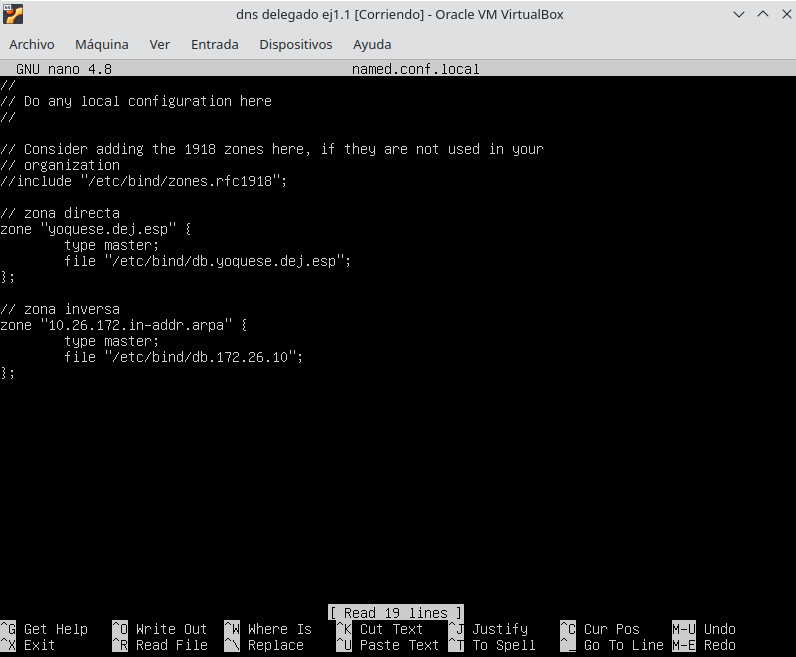 dns delegado ej1.1 [Corriendo] - Oracle VM VirtualBox
Archivo Máquina Ver Entrada Dispositivos Ayuda
GNU nano 4.8 named.conf.local
//
// Do any local configuration here
//
// Consider adding the 1918 zones here, if they are not used in your
// organization
//include "/etc/bind/zones.rfc1918";
// zona directa
zone "yoquese.dej.esp" {
type master;
file "/etc/bind/db.yoquese.dej.esp";
};
// zona inversa
zone "10.26.172.in-addr.arpa" {
type master;
file "/etc/bind/db.172.26.10";
};
[ Read 19 lines ]
^G Get Help ^O Write Out ^W Where Is ^K Cut Text ^J Justify ^C Cur Pos M-U Undo
^X Exit ^R Read File ^\ Replace ^U Paste Text ^T To Spell ^_ Go To Line M-E Redo